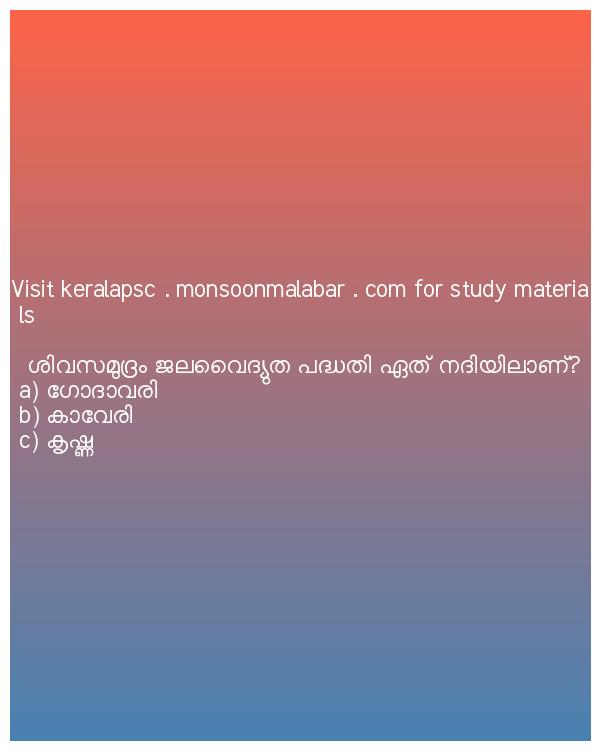 Visit keralapsc . monsoonmalabar . com for study materia
ls
ശിവസമുദ്രം ജലവൈദ്യുത പദ്ധതി ഏത് നദിയിലാണ്?
a) ഗോദാവരി
b) കാവേരി
c) കൃഷ്ണ